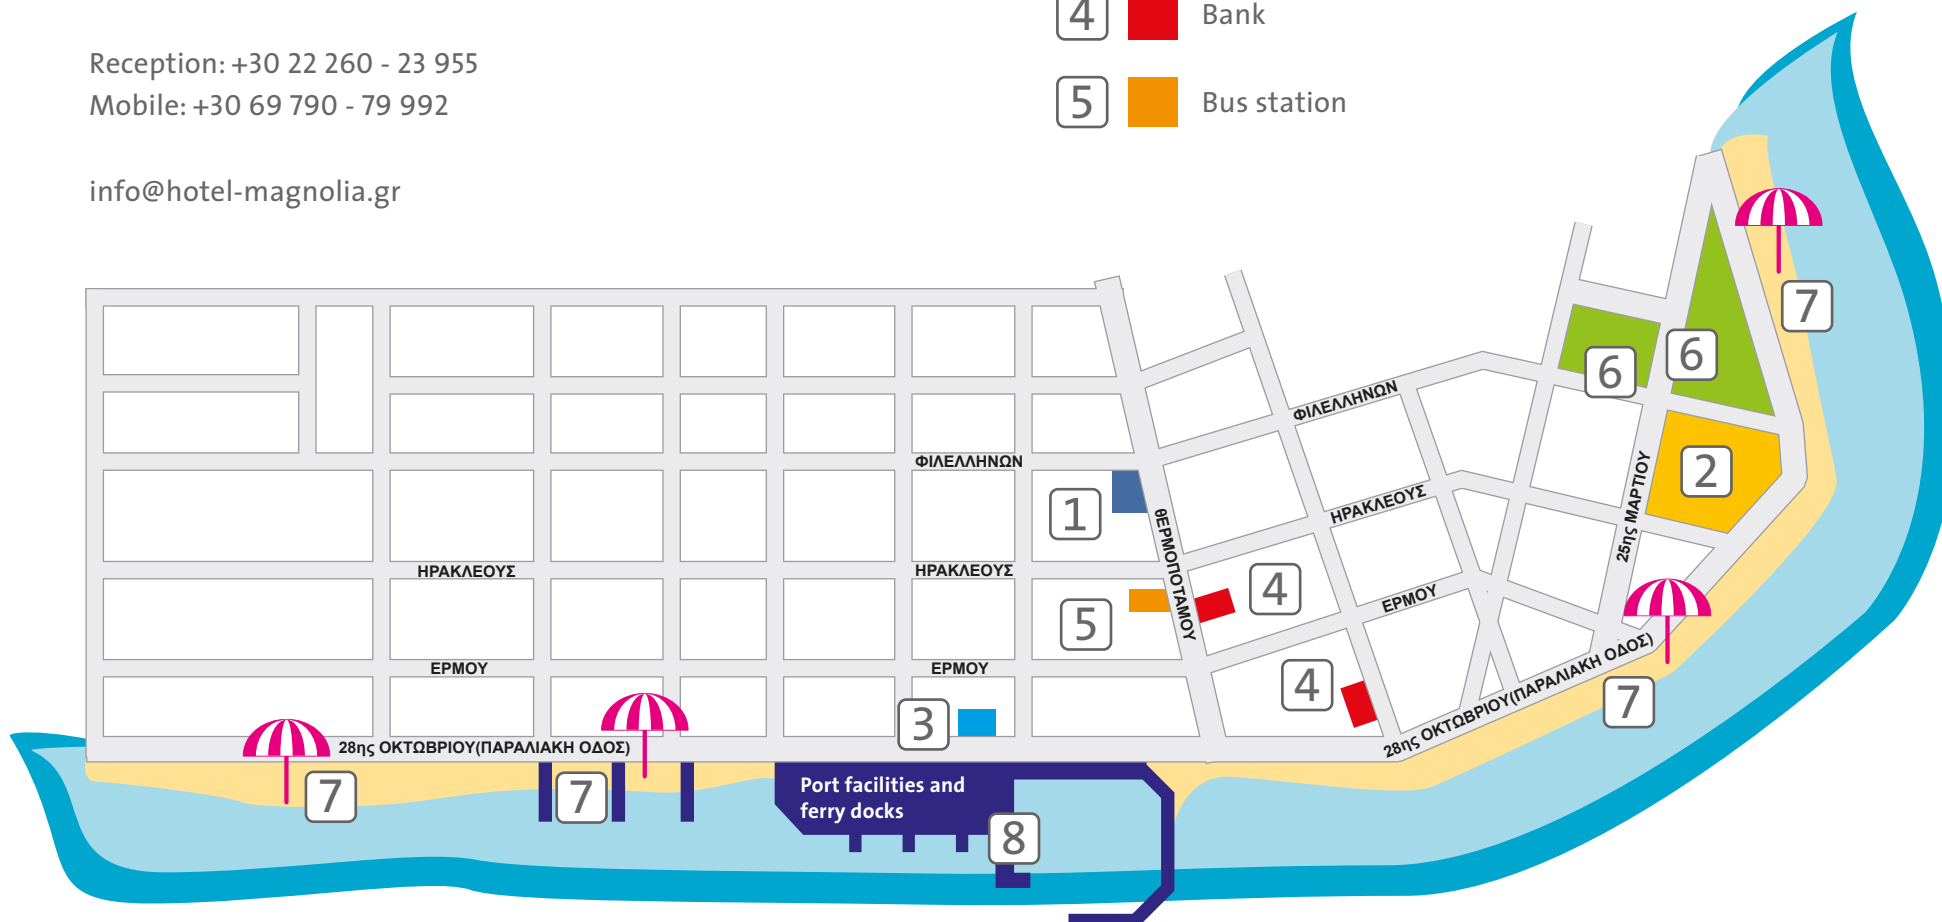 4 Bank
Reception: +30 22 260 - 23 955
Mobile: +30 69 790 - 79 992
5 Bus station
info@hotel-magnolia.gr
7
6
6
ΦΙΛΕΛΛΗΝΩΝ
ΦΙΛΕΛΛΗΝΩΝ
2
25ης ΜΑΡΤΙΟΥ
1
ΗΡΑΚΛΕΟΥΣ
θΕΡΜΟΠΟΤΑΜΟΥ
ΗΡΑΚΛΕΟΥΣ
ΗΡΑΚΛΕΟΥΣ
4
ΕΡΜΟΥ
5
ΕΡΜΟΥ
ΕΡΜΟΥ
4
28ης ΟΚΤΩΒΡΙΟΥ(ΠΑΡΑΛΙΑΚΗ ΟΔΟΣ)
7
3
28ης ΟΚΤΩΒΡΙΟΥ(ΠΑΡΑΛΙΑΚΗ ΟΔΟΣ)
7
7
Port facilities and
ferry docks
8